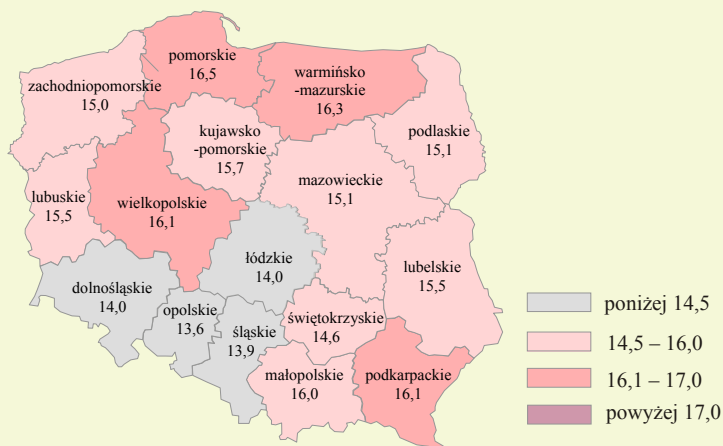 pomorskie
16,5
warmińsko
-mazurskie
16,3
zachodniopomorskie
15,0
kujawsko
-pomorskie
15,7
podlaskie
15,1
mazowieckie
15,1
lubuskie
15,5
wielkopolskie
16,1
łódzkie
14,0
lubelskie
15,5
dolnośląskie
14,0
opolskie
13,6
śląskie
13,9
świętokrzyskie
14,6
małopolskie
16,0
podkarpackie
16,1
poniżej 14,5
14,5 – 16,0
16,1 – 17,0
powyżej 17,0